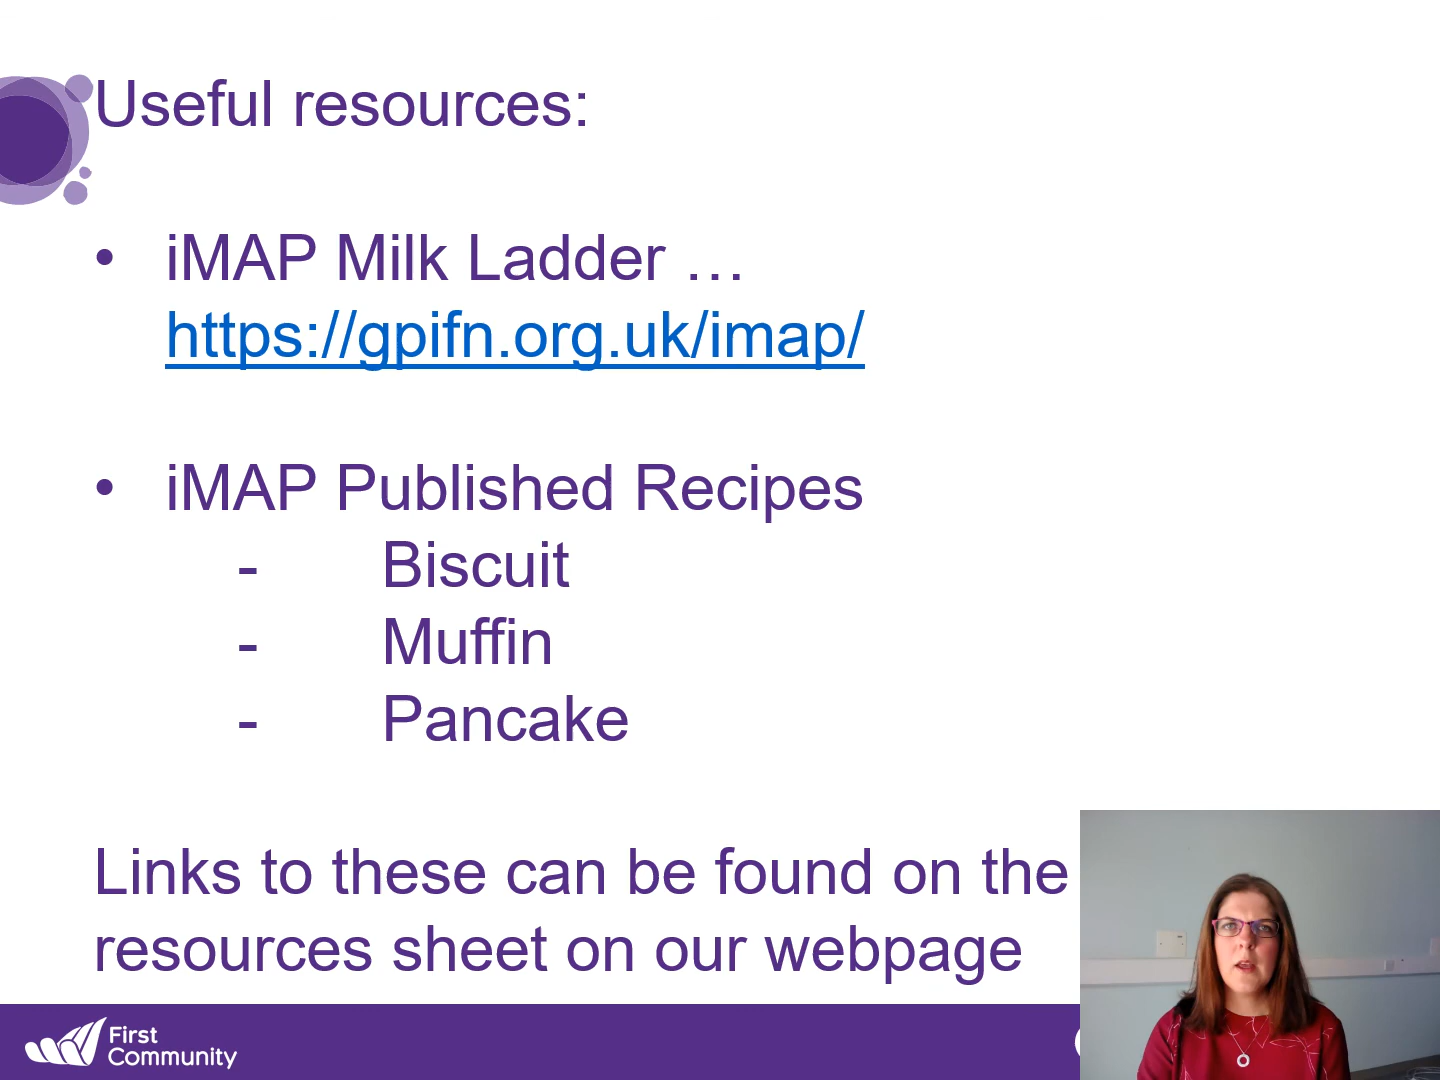 Useful resources:
• iMAP Milk Ladder …
https://gpifn.org.uk/imap/
• iMAP Published Recipes
- Biscuit
- Muffin
- Pancake
Links to these can be found on the
resources sheet on our webpage
First
Community